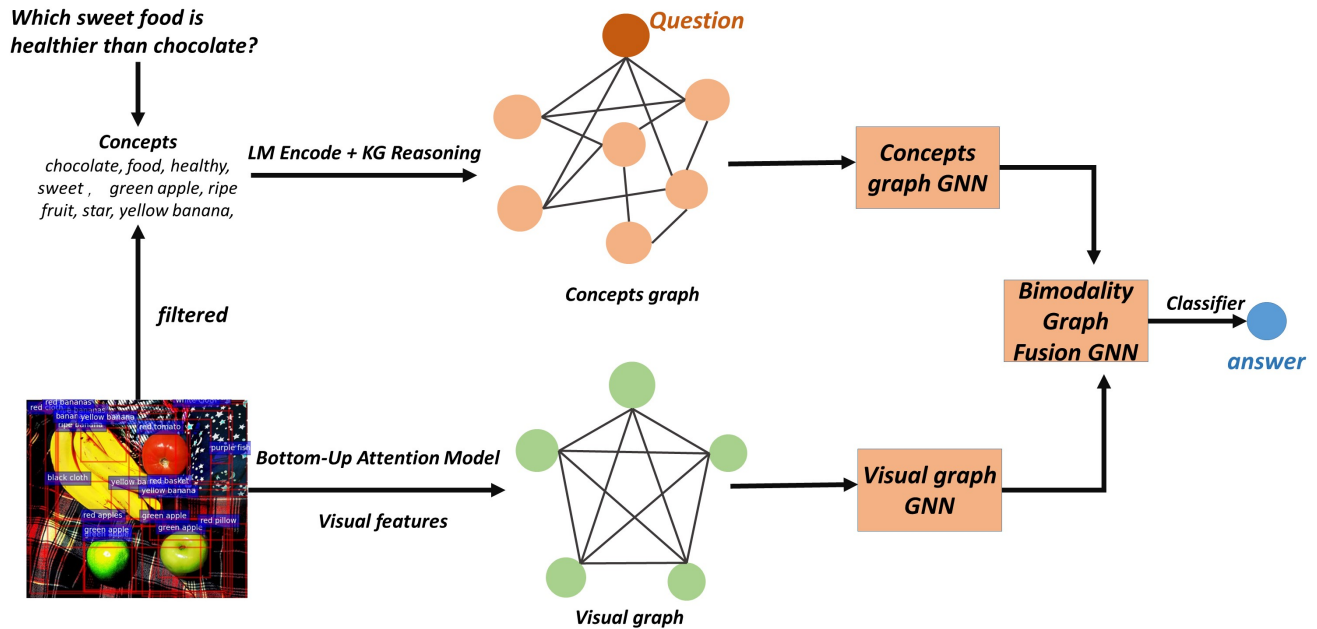 Which sweet food is
healthier than chocolate?
Question
Concepts
chocolate, food, healthy,
sweet ， green apple, ripe
fruit, star, yellow banana,
LM Encode + KG Reasoning
Concepts graph
Concepts
graph GNN
filtered
Bimodality
Graph
Fusion GNN
Classifier
answer
red bananas
yellow banana
ripe banana
red tomato
purple fish
black cloth
red basket
yellow banana
red apples
green apple
green apple
green apple
red pillow
Bottom-Up Attention Model
Visual features
Visual graph
Visual graph
GNN